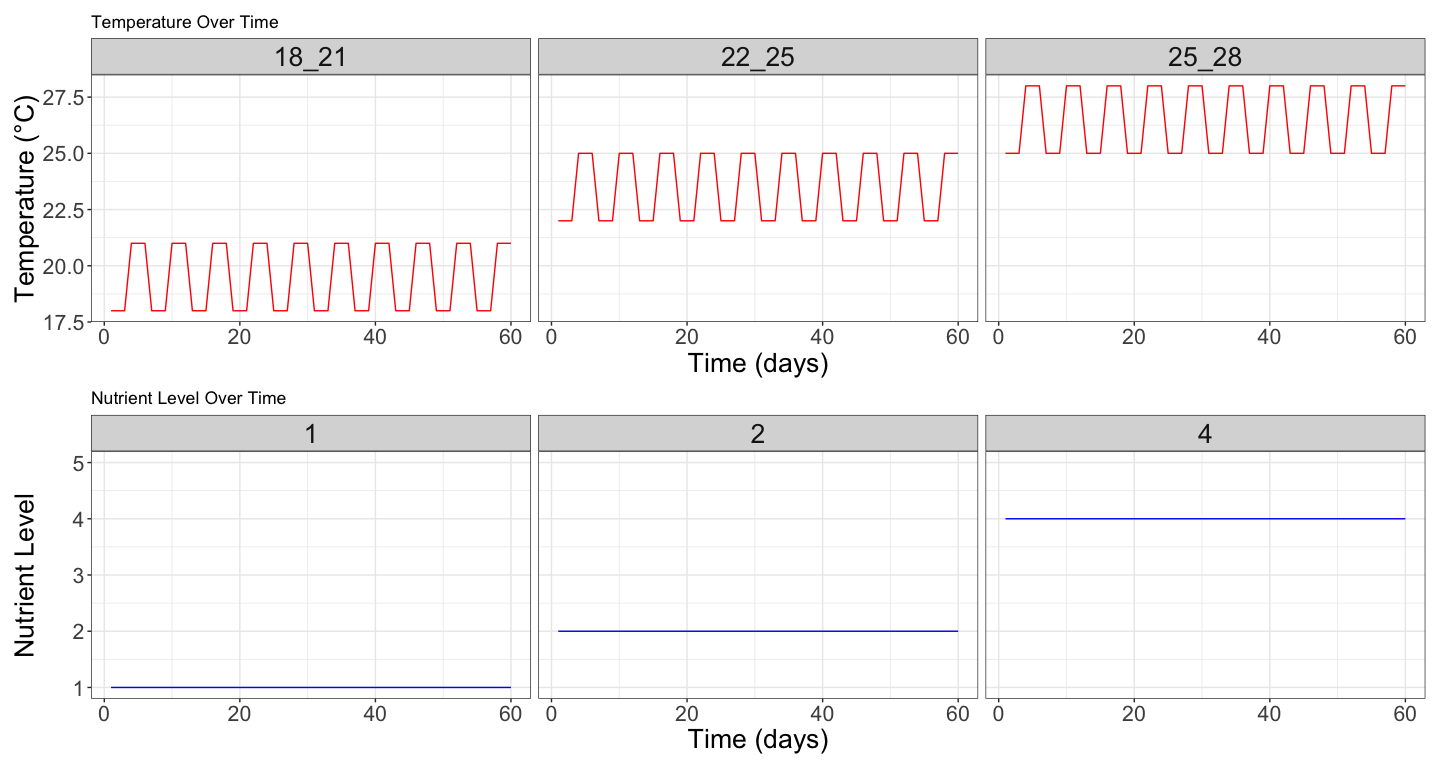 Temperature Over Time
18_21 22_25 25_28
Temperature (°C)
27.5
25.0
22.5
20.0
17.5
0 20 40 60 0 20 40 60 0 20 40 60
Time (days)
Nutrient Level Over Time
1 2 4
Nutrient Level
5
4
3
2
1
0 20 40 60 0 20 40 60 0 20 40 60
Time (days)